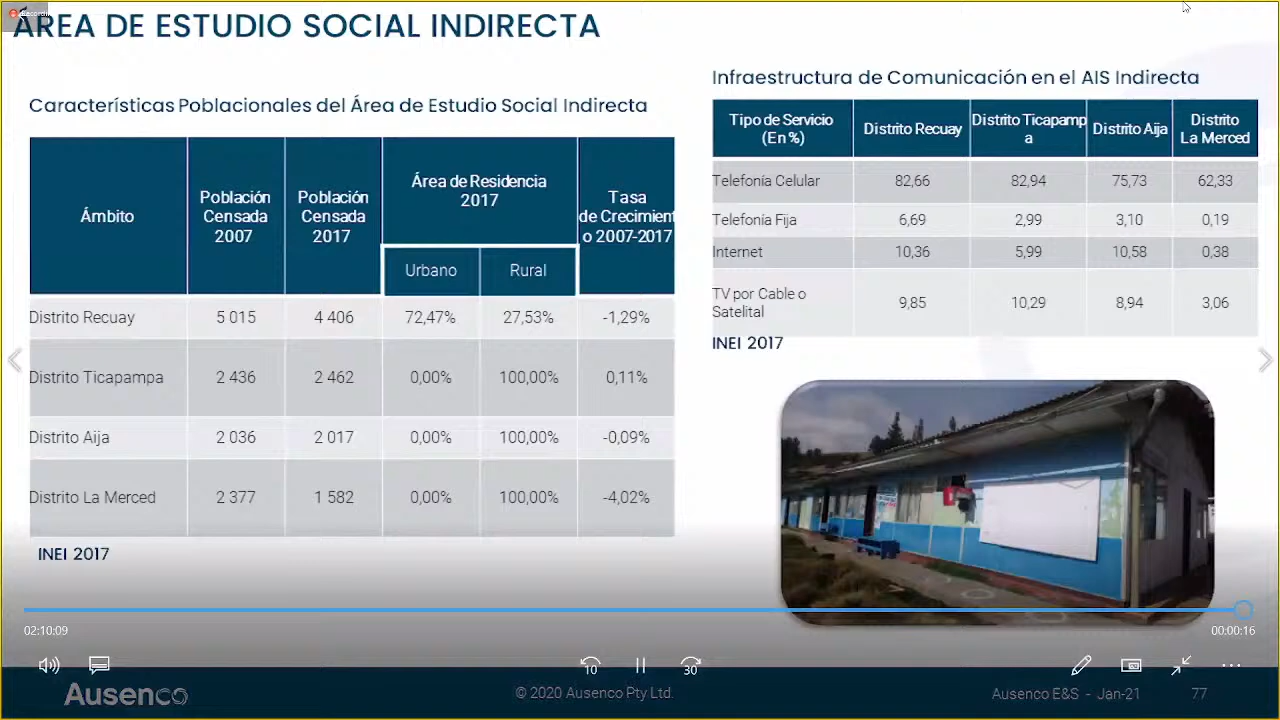 ÁREA DE ESTUDIO SOCIAL INDIRECTA
Características Poblacionales del Área de Estudio Social Indirecta
Ámbito
Población
Censada
2007
Población
Censada
2017
Área de Residencia
2017
Urbano
Rural
Tasa
de Crecimient
o 2007-2017
Distrito Recuay 5 015 4 406 72,47% 27,53% -1,29%
Distrito Ticapampa 2 436 2 462 0,00% 100,00% 0,11%
Distrito Aija 2 036 2 017 0,00% 100,00% -0,09%
Distrito La Merced 2 377 1 582 0,00% 100,00% -4,02%
INEI 2017
Infraestructura de Comunicación en el AIS Indirecta
Tipo de Servicio
(En %)
Distrito Recuay
Distrito Ticapamp
a
Distrito Aija
Distrito
La Merced
Telefonía Celular 82,66 82,94 75,73 62,33
Telefonía Fija 6,69 2,99 3,10 0,19
Internet 10,36 5,99 10,58 0,38
TV por Cable o
Satelital
9,85 10,29 8,94 3,06
INEI 2017
02:10:09
00:00:16
10
30
Ausenco
© 2020 Ausenco Pty Ltd.
Ausenco E&S - Jan-21
77